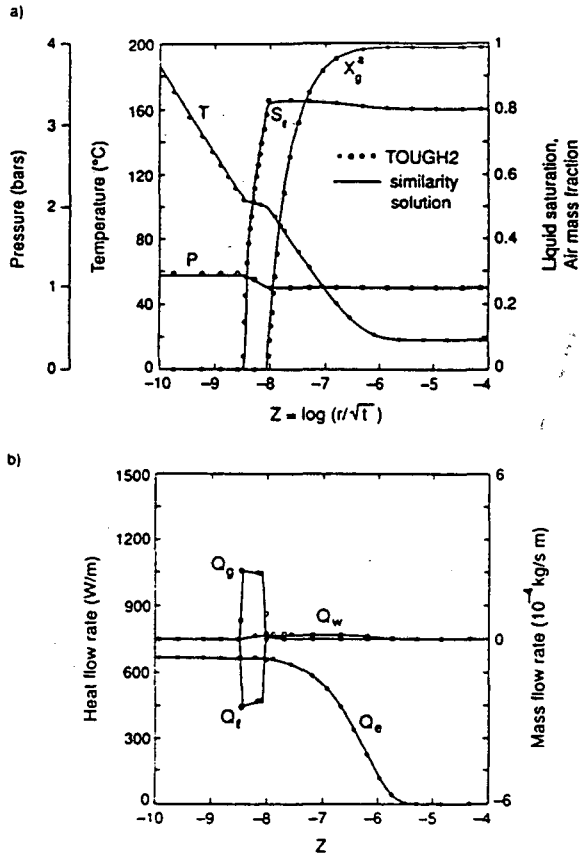 a)
4
3
2
1
0
Pressure (bars)
200
160
120
80
40
0
Temperature (°C)
T
P
S_ℓ
X_g^a
TOUGH2
similarity
solution
1
0.8
0.6
0.4
0.2
0
Liquid saturation,
Air mass fraction
-10 -9 -8 -7 -6 -5 -4
Z = log (r/√t)
b)
1500
1200
900
600
300
0
Heat flow rate (W/m)
Q_g
Q_w
Q_ℓ
Q_e
6
0
-6
Mass flow rate (10⁻⁴ kg/s m)
-10 -9 -8 -7 -6 -5 -4
Z